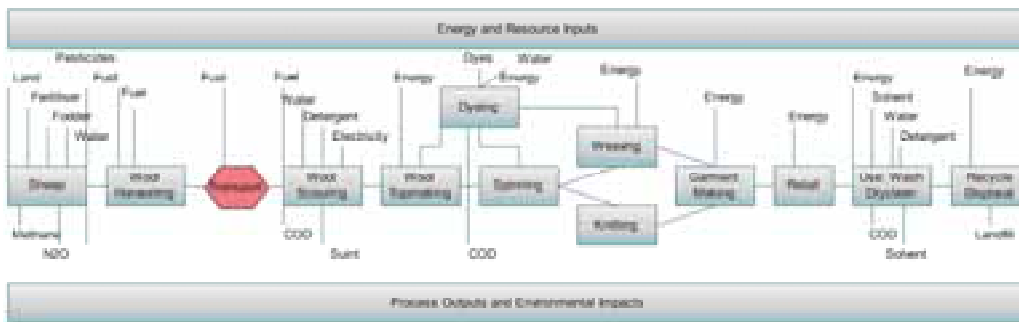 Energy and Resource Inputs
Pesticides
Dyes
Water
Land
Fuel
Fuel
Fuel
Energy
Energy
Energy
Energy
Energy
Fertiliser
Fuel
Water
Dyeing
Energy
Solvent
Fodder
Detergent
Energy
Water
Water
Electricity
Weaving
Detergent
Sheep
Wool
Harvesting
Transport
Wool
Scouring
Wool
Topmaking
Spinning
Garment
Making
Retail
Use: Wash
Dryclean
Recycle
Disposal
Knitting
Methane
COD
COD
Landfill
N2O
Suint
COD
Solvent
Process Outputs and Environmental Impacts